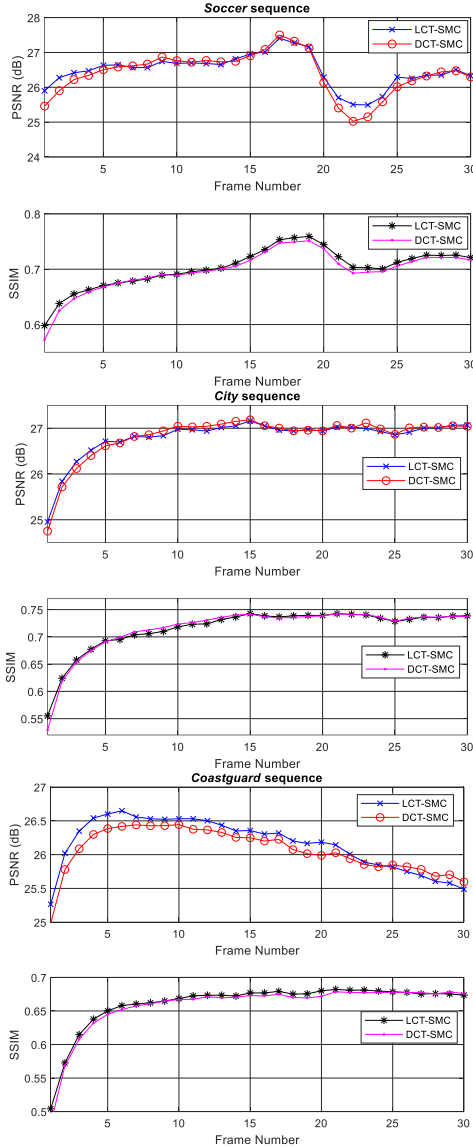 Soccer sequence
28
27
26
25
24
PSNR (dB)
LCT-SMC
DCT-SMC
5 10 15 20 25 30
Frame Number
0.8
0.7
0.6
SSIM
LCT-SMC
DCT-SMC
5 10 15 20 25 30
Frame Number
City sequence
27
26
25
PSNR (dB)
LCT-SMC
DCT-SMC
5 10 15 20 25 30
Frame Number
0.75
0.7
0.65
0.6
0.55
SSIM
LCT-SMC
DCT-SMC
5 10 15 20 25 30
Frame Number
Coastguard sequence
27
26.5
26
25.5
25
PSNR (dB)
LCT-SMC
DCT-SMC
5 10 15 20 25 30
Frame Number
0.7
0.65
0.6
0.55
0.5
SSIM
LCT-SMC
DCT-SMC
5 10 15 20 25 30
Frame Number